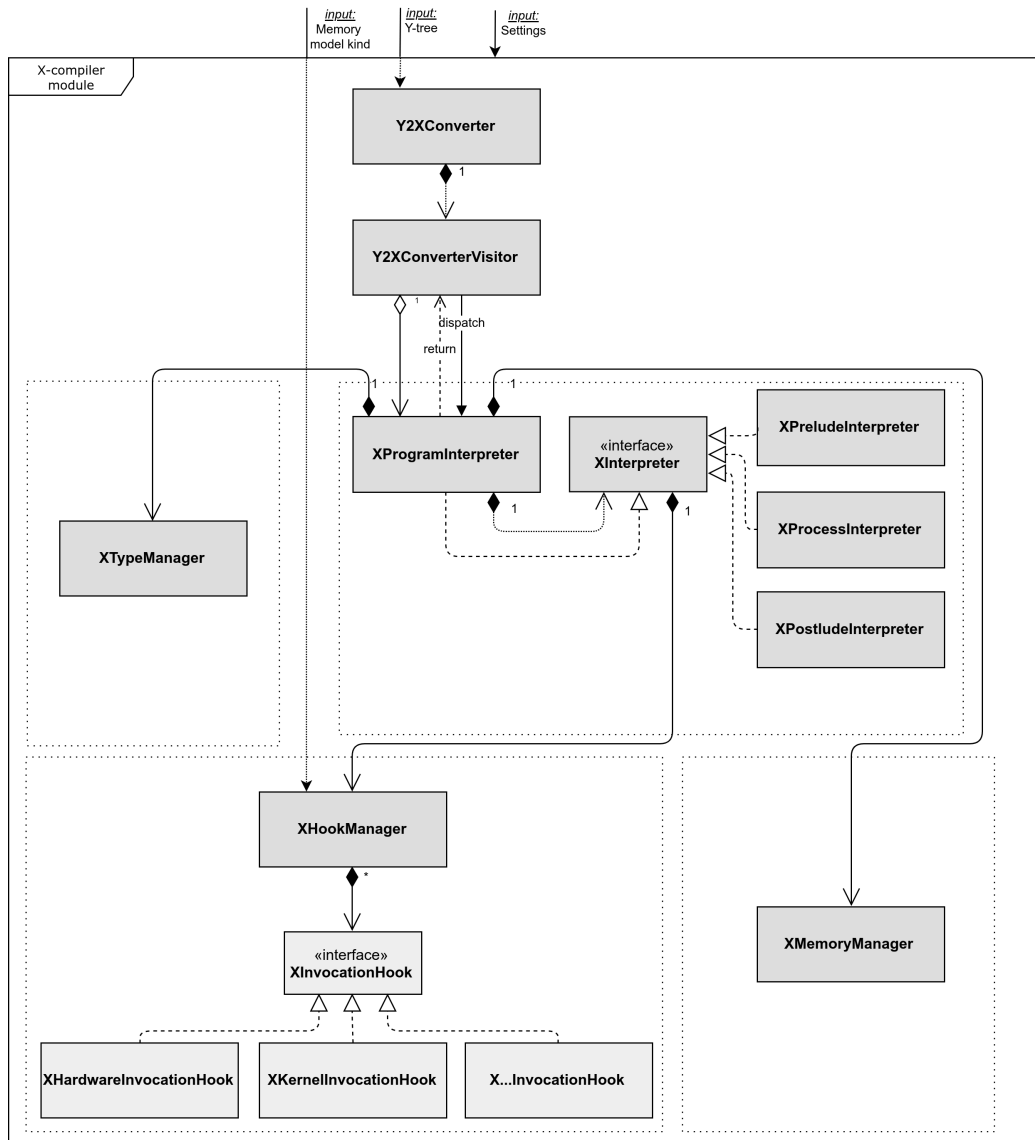 input:
Memory
model kind
input:
Y-tree
input:
Settings
X-compiler
module
Y2XConverter
1
Y2XConverterVisitor
1
dispatch
return
1
1
XProgramInterpreter
«interface»
XInterpreter
XPreludeInterpreter
1
1
XProcessInterpreter
XTypeManager
XPostludeInterpreter
XHookManager
*
«interface»
XInvocationHook
XMemoryManager
XHardwareInvocationHook
XKernelInvocationHook
X...InvocationHook